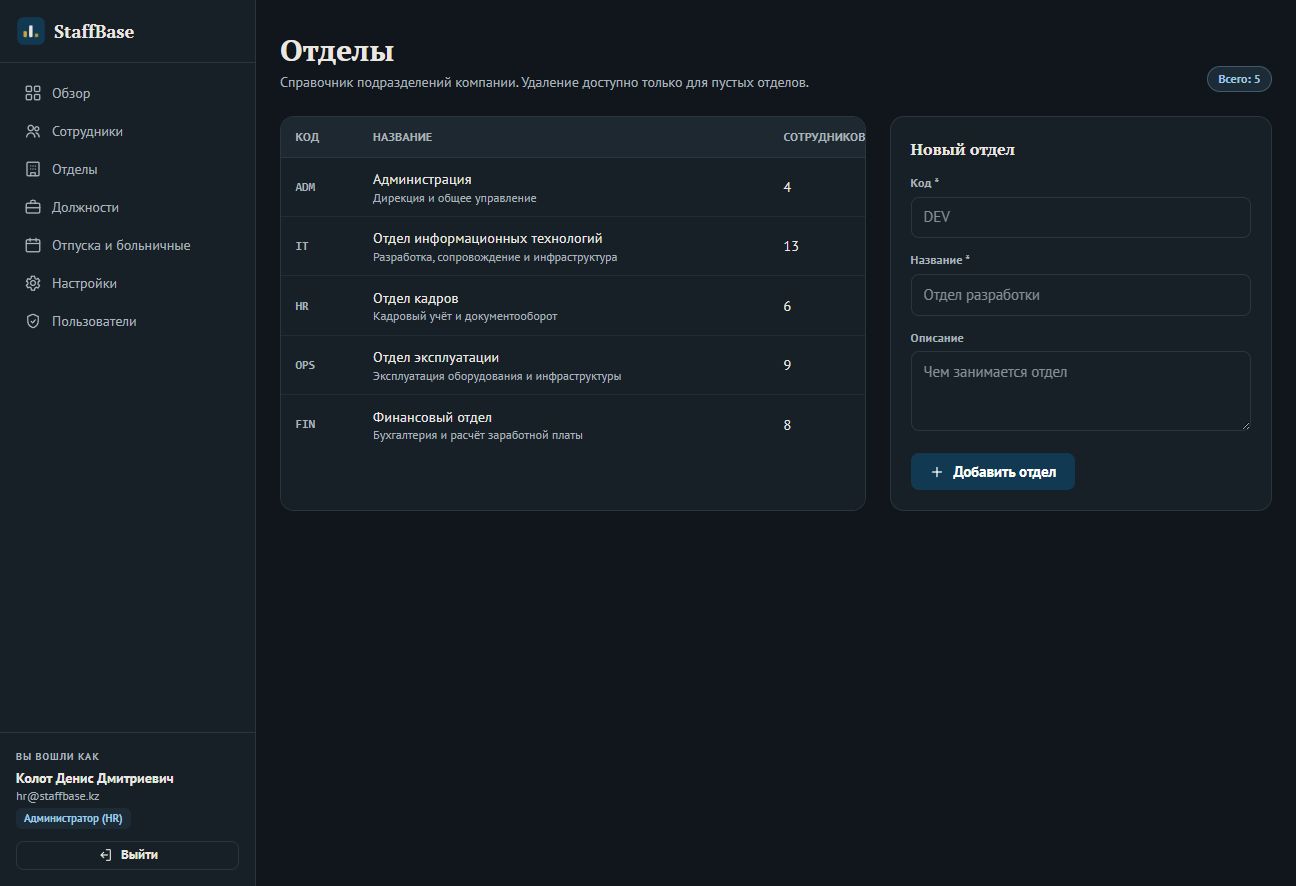 StaffBase
Обзор
Сотрудники
Отделы
Должности
Отпуска и больничные
Настройки
Пользователи
ВЫ ВОШЛИ КАК
Колот Денис Дмитриевич
hr@staffbase.kz
Администратор (HR)
Выйти
Отделы
Справочник подразделений компании. Удаление доступно только для пустых отделов.
Всего: 5
КОД НАЗВАНИЕ СОТРУДНИКОВ
ADM Администрация 4
Дирекция и общее управление
IT Отдел информационных технологий 13
Разработка, сопровождение и инфраструктура
HR Отдел кадров 6
Кадровый учёт и документооборот
OPS Отдел эксплуатации 9
Эксплуатация оборудования и инфраструктуры
FIN Финансовый отдел 8
Бухгалтерия и расчёт заработной платы
Новый отдел
Код *
DEV
Название *
Отдел разработки
Описание
Чем занимается отдел
+ Добавить отдел